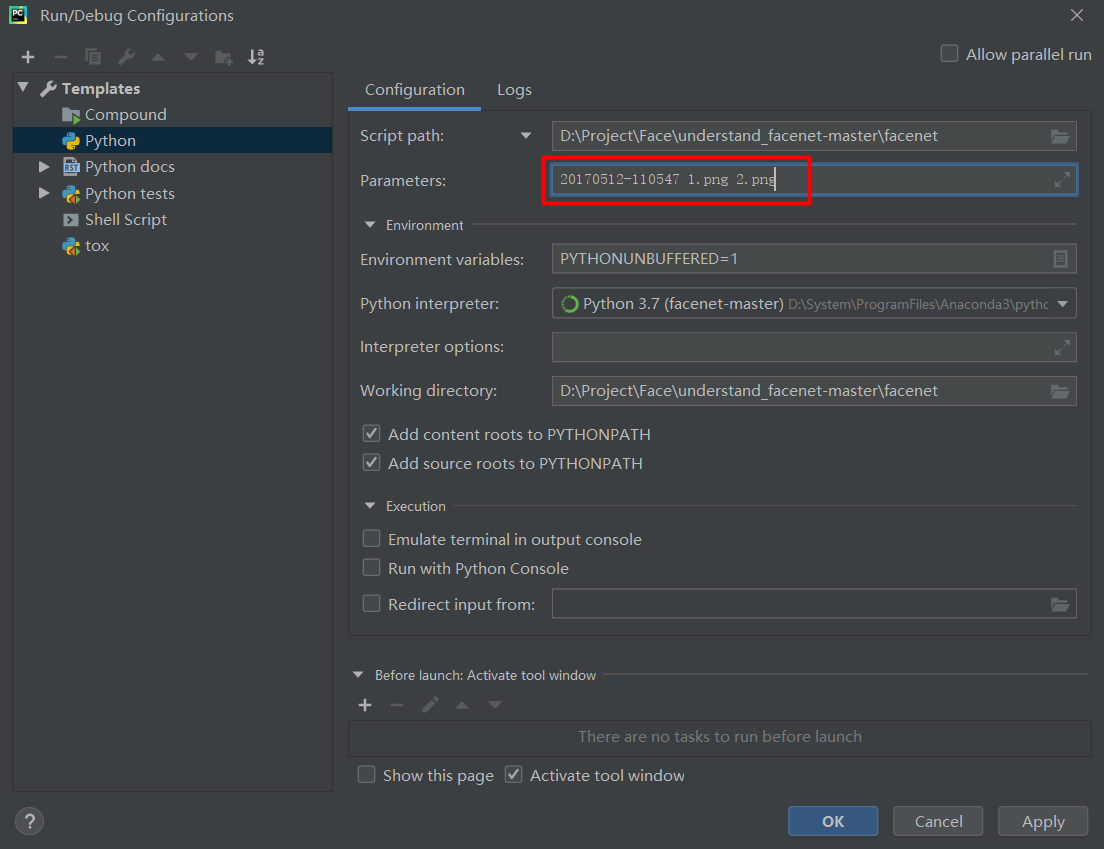 PC
Run/Debug Configurations
Allow parallel run
Templates
Compound
Python
RST
Python docs
Python tests
Shell Script
tox
Configuration
Logs
Script path:
D:\Project\Face\understand_facenet-master\facenet
Parameters:
20170512-110547 1.png 2.png
Environment
Environment variables:
PYTHONUNBUFFERED=1
Python interpreter:
Python 3.7 (facenet-master) D:\System\ProgramFiles\Anaconda3\pythc
Interpreter options:
Working directory:
D:\Project\Face\understand_facenet-master\facenet
Add content roots to PYTHONPATH
Add source roots to PYTHONPATH
Execution
Emulate terminal in output console
Run with Python Console
Redirect input from:
Before launch: Activate tool window
There are no tasks to run before launch
Show this page
Activate tool window
?
OK
Cancel
Apply